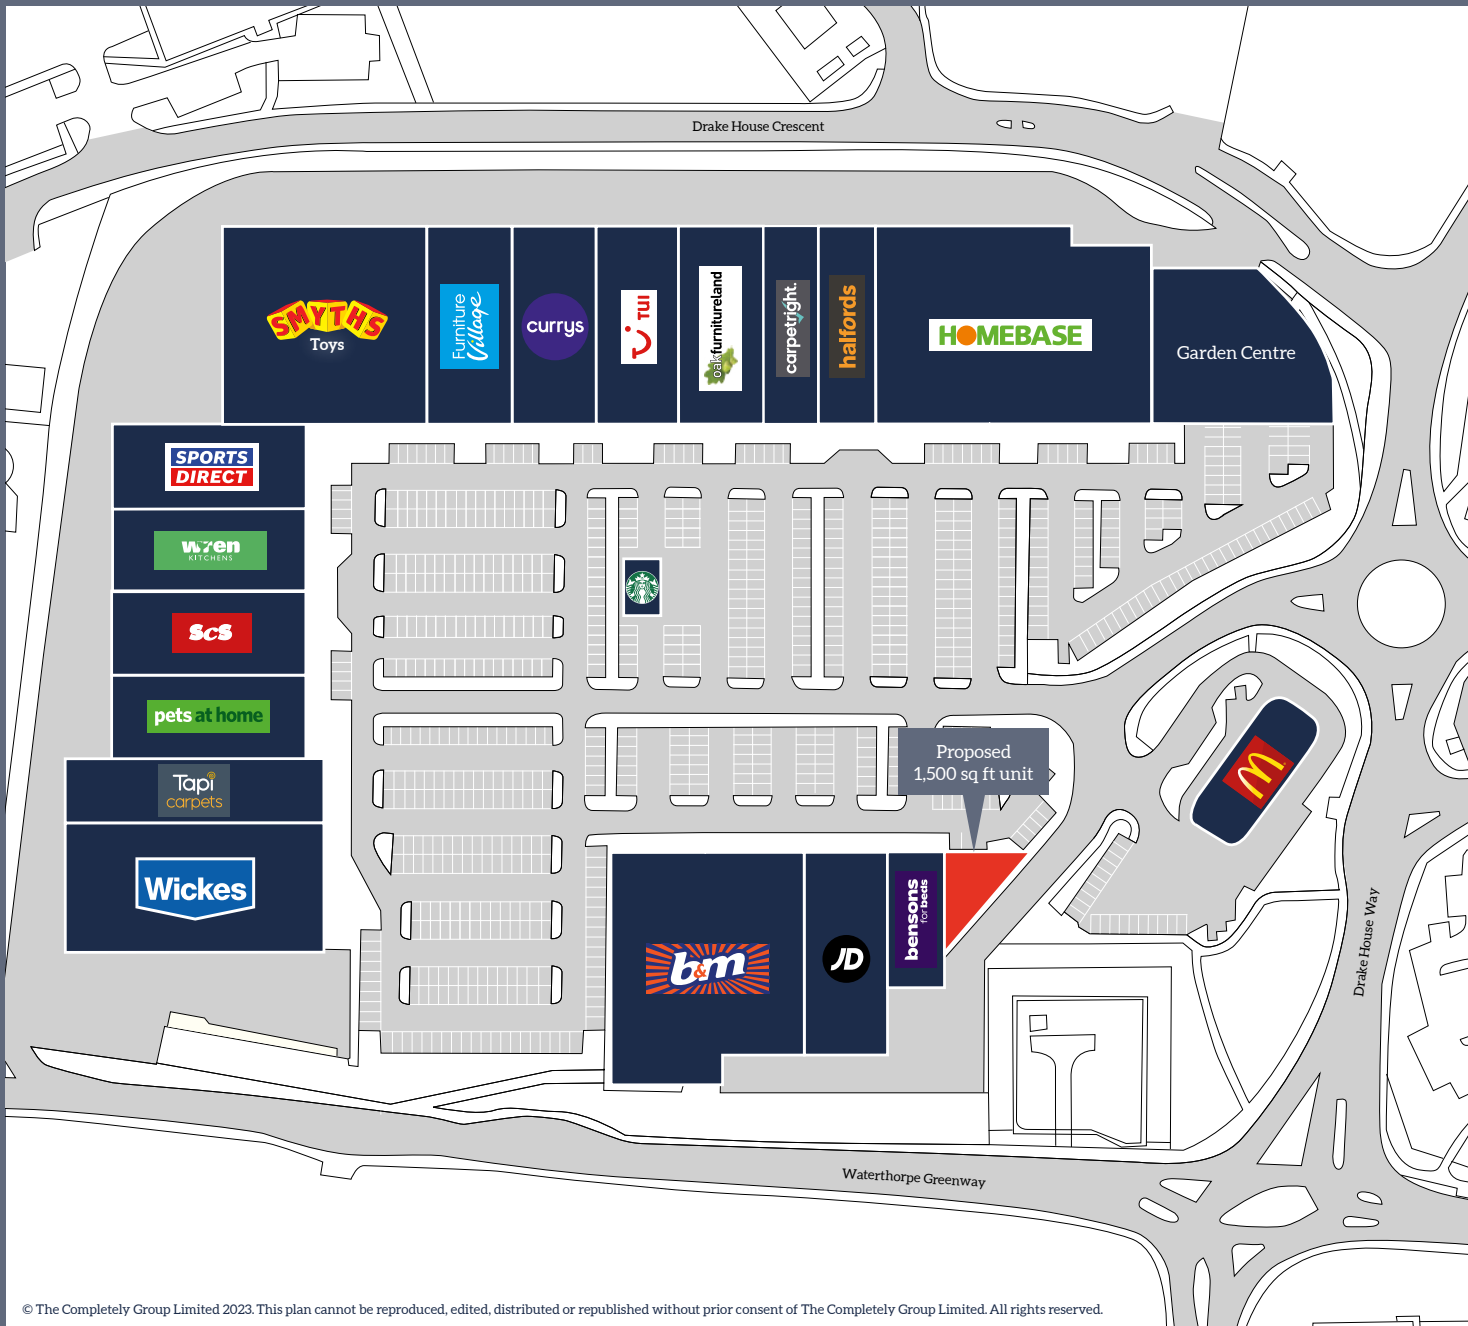 Drake House Crescent
SMYTHS
Toys
Furniture
Village
currys
TUI
oakfurnitureland
carpetright.
halfords
HOMEBASE
Garden Centre
SPORTS
DIRECT
wren
KITCHENS
ScS
pets at home
Tapi
carpets
Wickes
Proposed
1,500 sq ft unit
b&m
JD
bensons
for beds
Drake House Way
Waterthorpe Greenway
© The Completely Group Limited 2023. This plan cannot be reproduced, edited, distributed or republished without prior consent of The Completely Group Limited. All rights reserved.